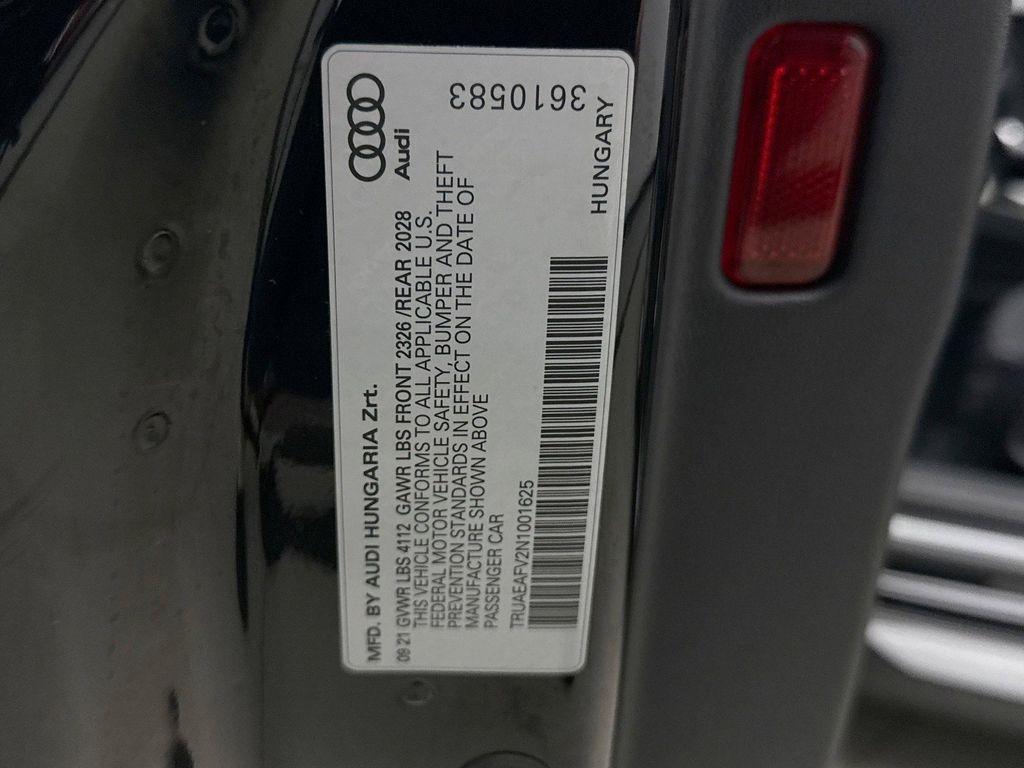 MFD. BY AUDI HUNGARIA Zrt.
Audi
09 21 GVWR LBS 4112 GAWR LBS FRONT 2326 /REAR 2028
THIS VEHICLE CONFORMS TO ALL APPLICABLE U.S.
FEDERAL MOTOR VEHICLE SAFETY, BUMPER AND THEFT
PREVENTION STANDARDS IN EFFECT ON THE DATE OF
MANUFACTURE SHOWN ABOVE
PASSENGER CAR
TRUAEAFV2N1001625
HUNGARY
3610583